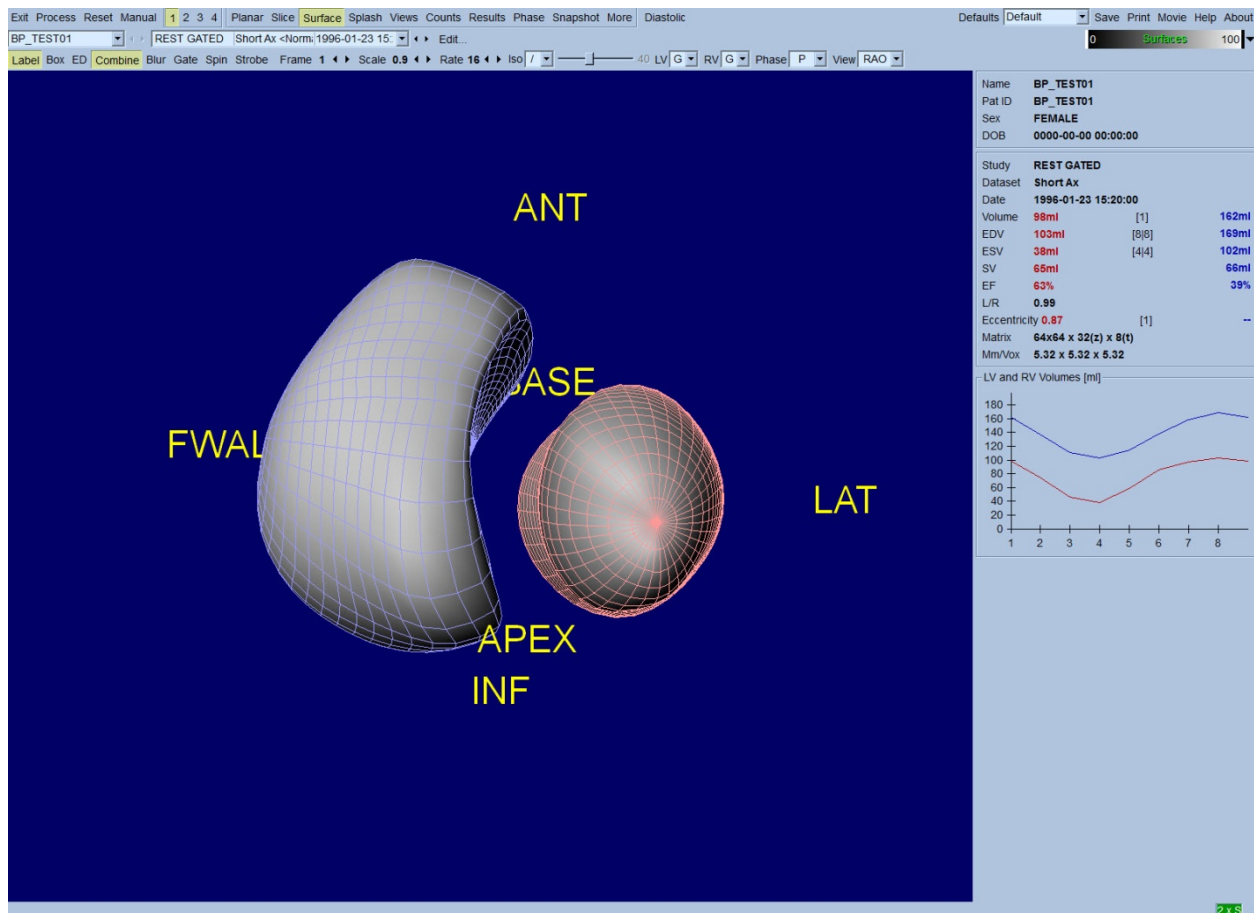 Exit Process Reset Manual 1 2 3 4 Planar Slice Surface Splash Views Counts Results Phase Snapshot More Diastolic Defaults Default Save Print Movie Help About
BP_TEST01 REST GATED Short Ax <Norm 1996-01-23 15: Edit... 0 Surfaces 100
Label Box ED Combine Blur Gate Spin Strobe Frame 1 Scale 0.9 Rate 16 Iso / 40 LV G RV G Phase P View RAO
ANT
BASE
FWAL
LAT
APEX
INF
Name BP_TEST01
Pat ID BP_TEST01
Sex FEMALE
DOB 0000-00-00 00:00:00
Study REST GATED
Dataset Short Ax
Date 1996-01-23 15:20:00
Volume 98ml [1] 162ml
EDV 103ml [8|8] 169ml
ESV 38ml [4|4] 102ml
SV 65ml 66ml
EF 63% 39%
L/R 0.99
Eccentricity 0.87 [1] --
Matrix 64x64 x 32(z) x 8(t)
Mm/Vox 5.32 x 5.32 x 5.32
LV and RV Volumes [ml]
180
160
140
120
100
80
60
40
20
0
1 2 3 4 5 6 7 8
2 x S